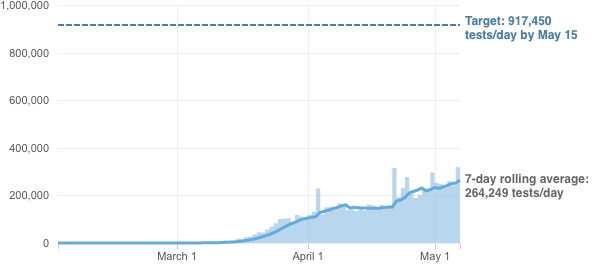 1,000,000
Target: 917,450
tests/day by May 15
800,000
600,000
400,000
7-day rolling average:
264,249 tests/day
200,000
0
March 1 April 1 May 1